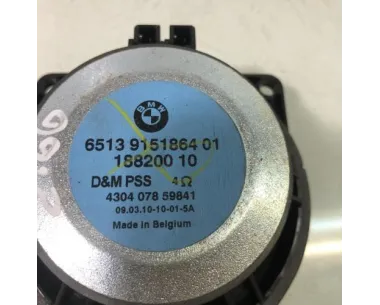 BMW
6513 9151864 01
188200 10
D&M PSS 4Ω
4304 078 59841
09.03.10-10-01-5A
Made in Belgium